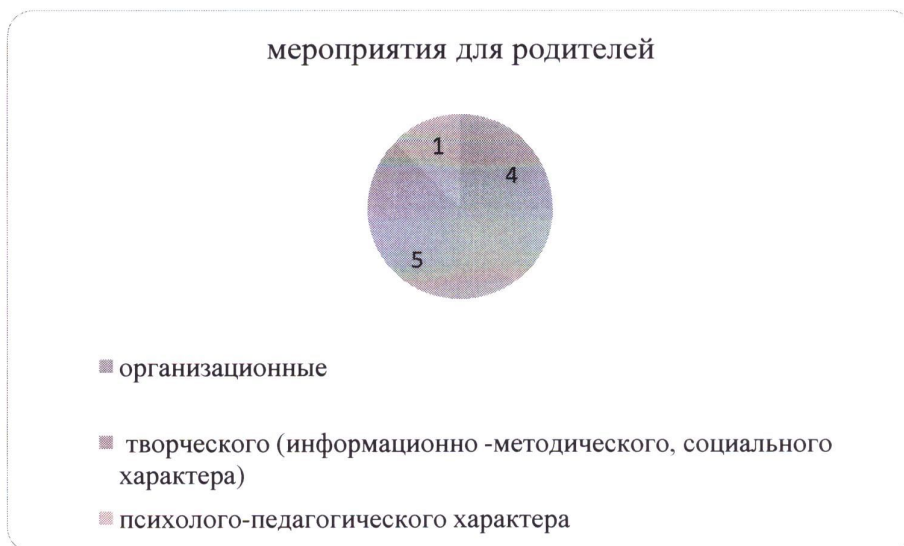 мероприятия для родителей
1
4
5
организационные
творческого (информационно -методического, социального
характера)
психолого-педагогического характера